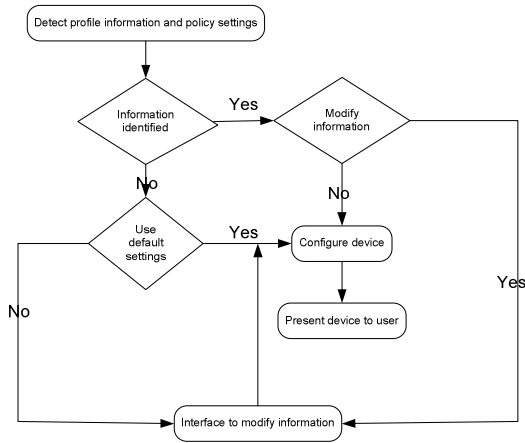 Detect profile information and policy settings
Information
identified
Yes
Modify
information
No
No
Use
default
settings
Yes
Configure device
No
Yes
Present device to user
Interface to modify information